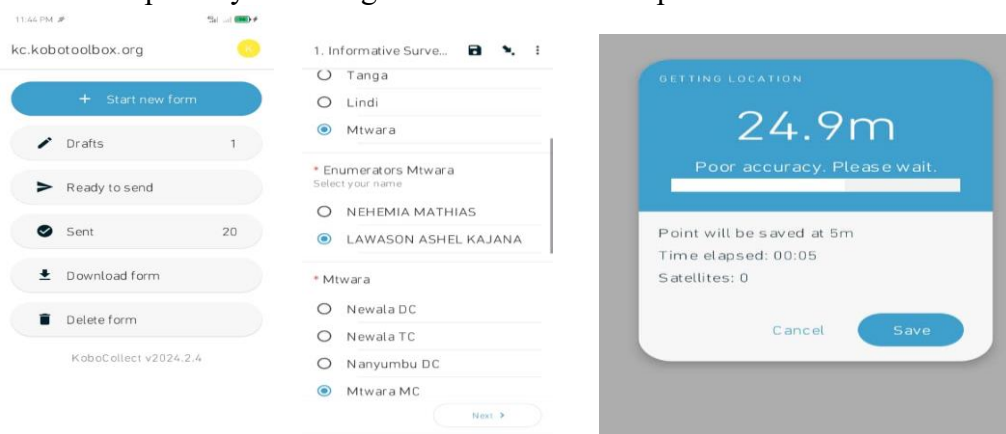 11:44 PM
kc.kobotoolbox.org
K
+ Start new form
Drafts 1
Ready to send
Sent 20
Download form
Delete form
KoboCollect v2024.2.4
1. Informative Surve...
Tanga
Lindi
Mtwara
* Enumerators Mtwara
Select your name
NEHEMIA MATHIAS
LAWASON ASHEL KAJANA
* Mtwara
Newala DC
Newala TC
Nanyumbu DC
Mtwara MC
Next >
GETTING LOCATION
24.9m
Poor accuracy. Please wait.
Point will be saved at 5m
Time elapsed: 00:05
Satellites: 0
Cancel Save